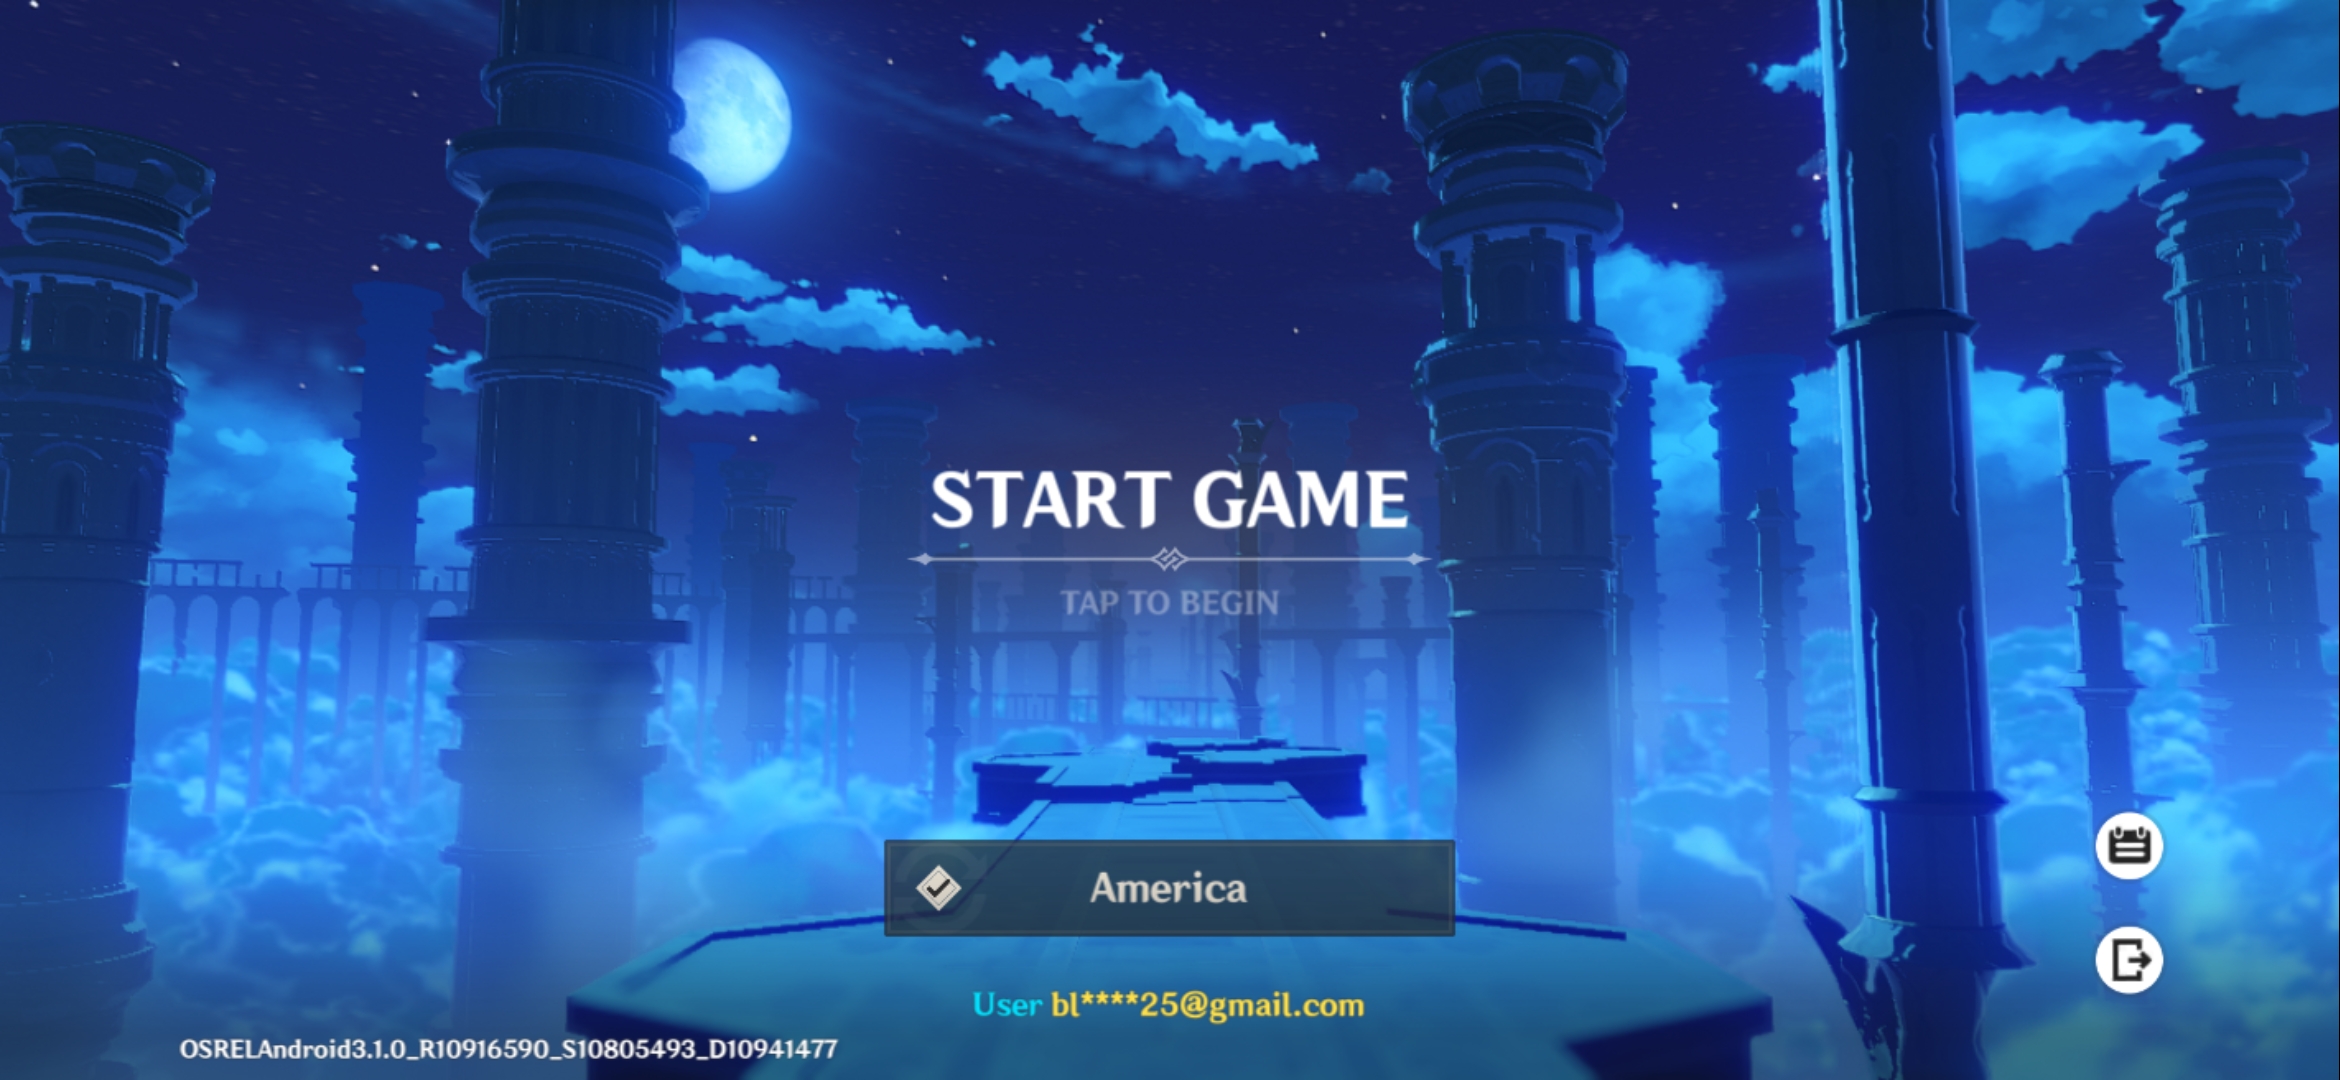 START GAME
TAP TO BEGIN
America
User bl****25@gmail.com
OSRELAndroid3.1.0_R10916590_S10805493_D10941477